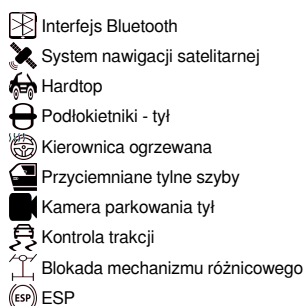 Interfejs Bluetooth
System nawigacji satelitarnej
Hardtop
Podłokietniki - tył
Kierownica ogrzewana
Przyciemniane tylne szyby
Kamera parkowania tył
Kontrola trakcji
Blokada mechanizmu różnicowego
ESP ESP